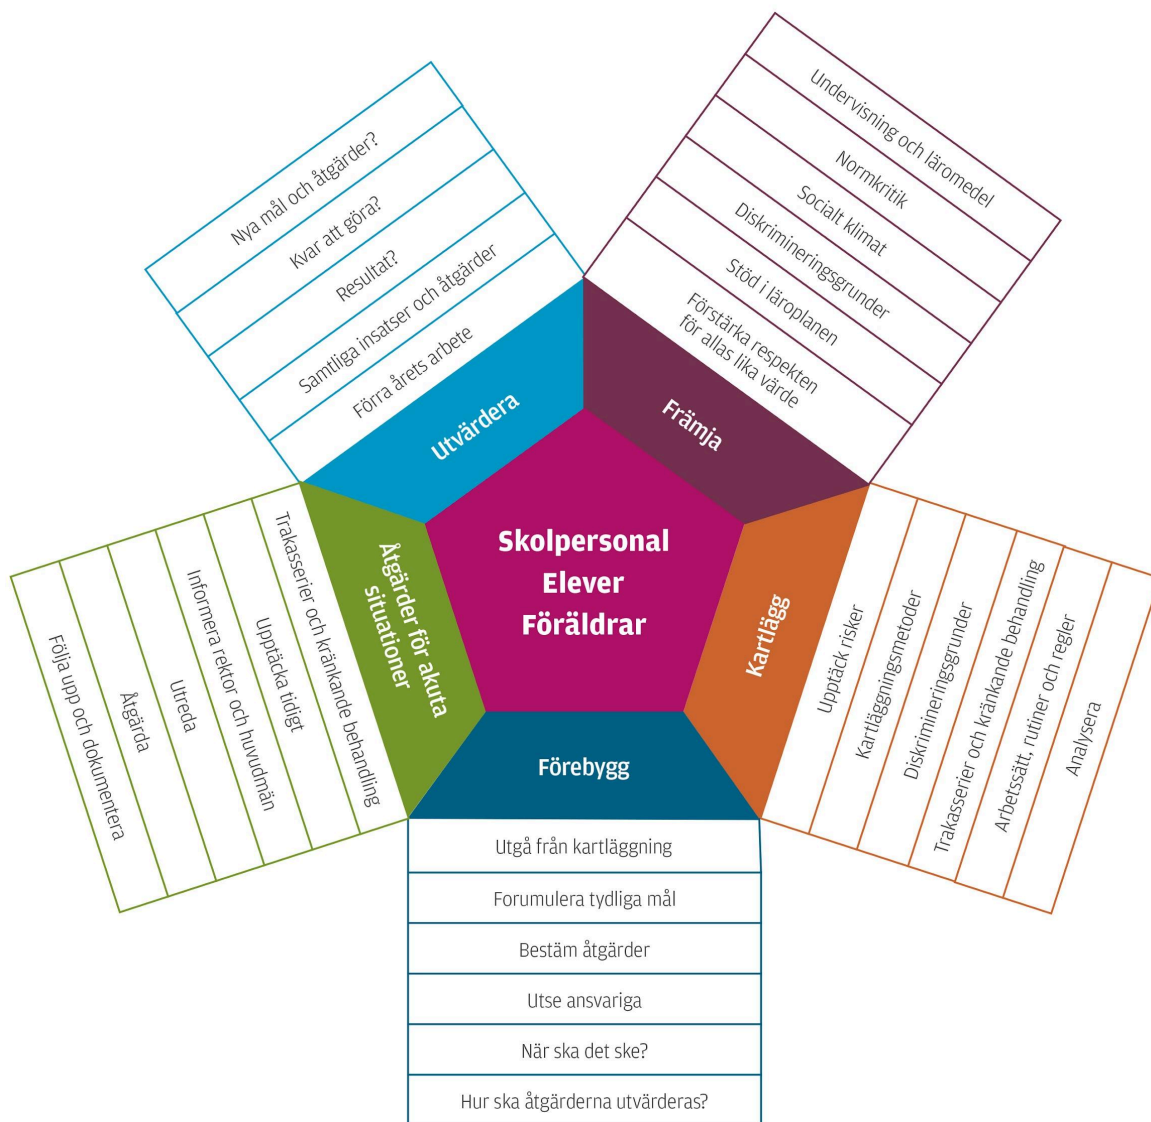 Skolpersonal
Elever
Föräldrar
Främja
Förstärka respekten
för allas lika värde
Stöd i läroplanen
Diskrimineringsgrunder
Socialt klimat
Normkritik
Undervisning och läromedel
Kartlägg
Upptäck risker
Kartläggningsmetoder
Diskrimineringsgrunder
Trakasserier och kränkande behandling
Arbetssätt, rutiner och regler
Analysera
Förebygg
Utgå från kartläggning
Forumulera tydliga mål
Bestäm åtgärder
Utse ansvariga
När ska det ske?
Hur ska åtgärderna utvärderas?
Åtgärder för akuta
situationer
Trakasserier och kränkande behandling
Upptäcka tidigt
Informera rektor och huvudmän
Utreda
Åtgärda
Följa upp och dokumentera
Utvärdera
Förra årets arbete
Samtliga insatser och åtgärder
Resultat?
Kvar att göra?
Nya mål och åtgärder?